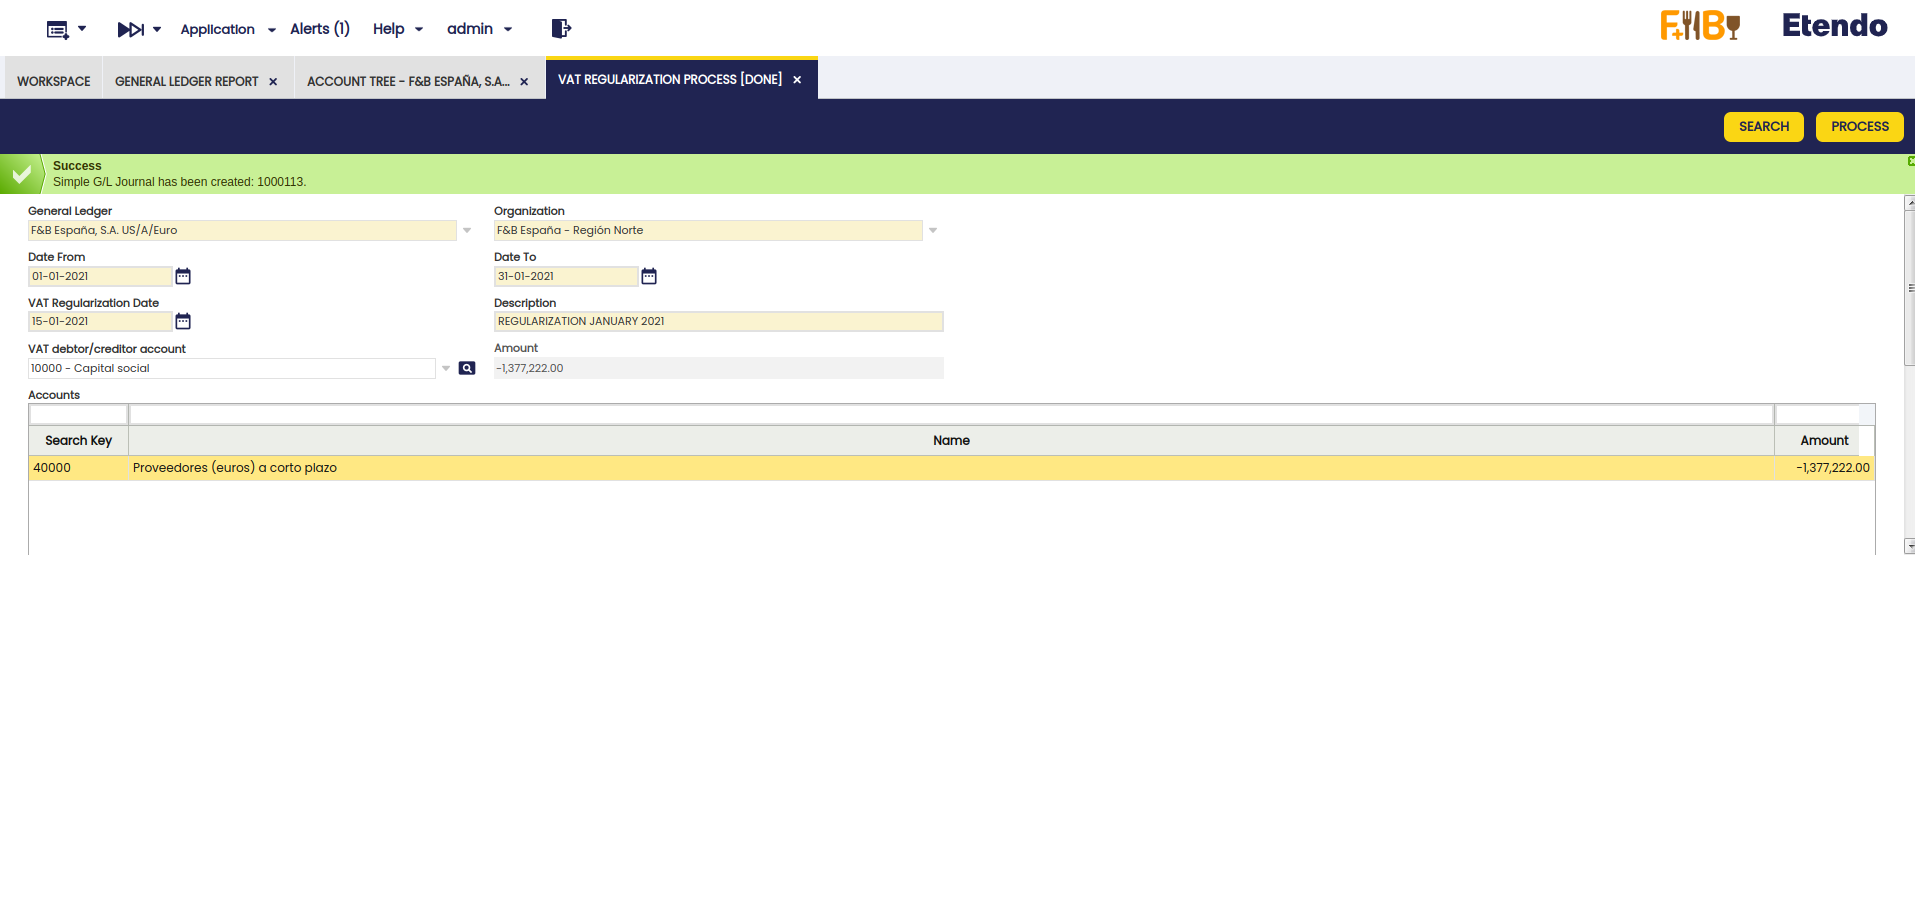 Application Alerts (1) Help admin F+B Etendo
WORKSPACE GENERAL LEDGER REPORT ACCOUNT TREE - F&B ESPAÑA, S.A... VAT REGULARIZATION PROCESS [DONE]
SEARCH PROCESS
Success
Simple G/L Journal has been created: 1000113.
General Ledger Organization
F&B España, S.A. US/A/Euro F&B España - Región Norte
Date From Date To
01-01-2021 31-01-2021
VAT Regularization Date Description
15-01-2021 REGULARIZATION JANUARY 2021
VAT debtor/creditor account Amount
10000 - Capital social -1,377,222.00
Accounts
Search Key Name Amount
40000 Proveedores (euros) a corto plazo -1,377,222.00